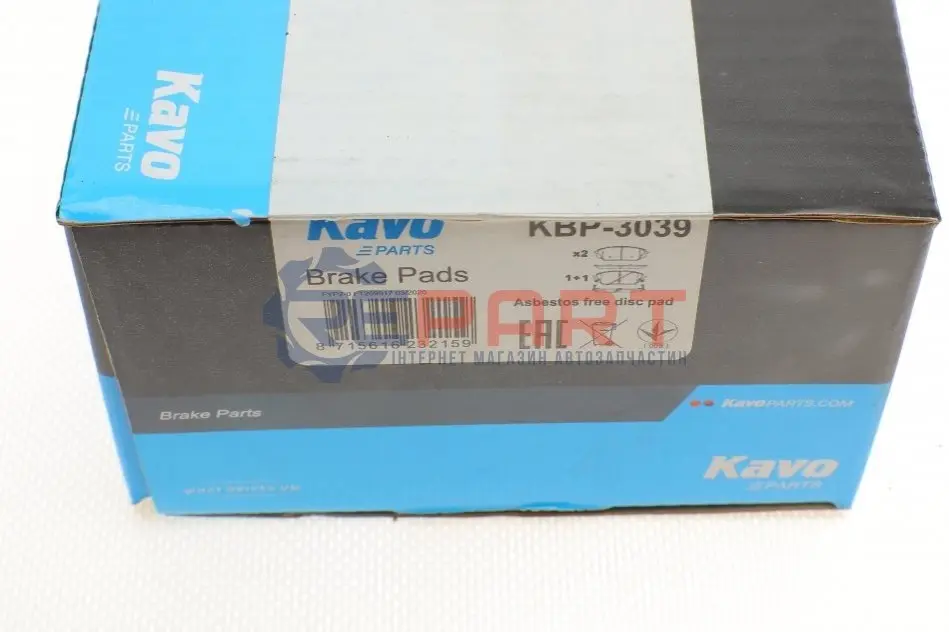 Kavo
PARTS
Kavo
PARTS
KBP-3039
Brake Pads
x2
1+1
Asbestos free disc pad
8 715616 232159
EAC
EPART
ІНТЕРНЕТ МАГАЗИН АВТОЗАПЧАСТИН
Brake Parts
KavoPARTS.COM
Kavo
PARTS